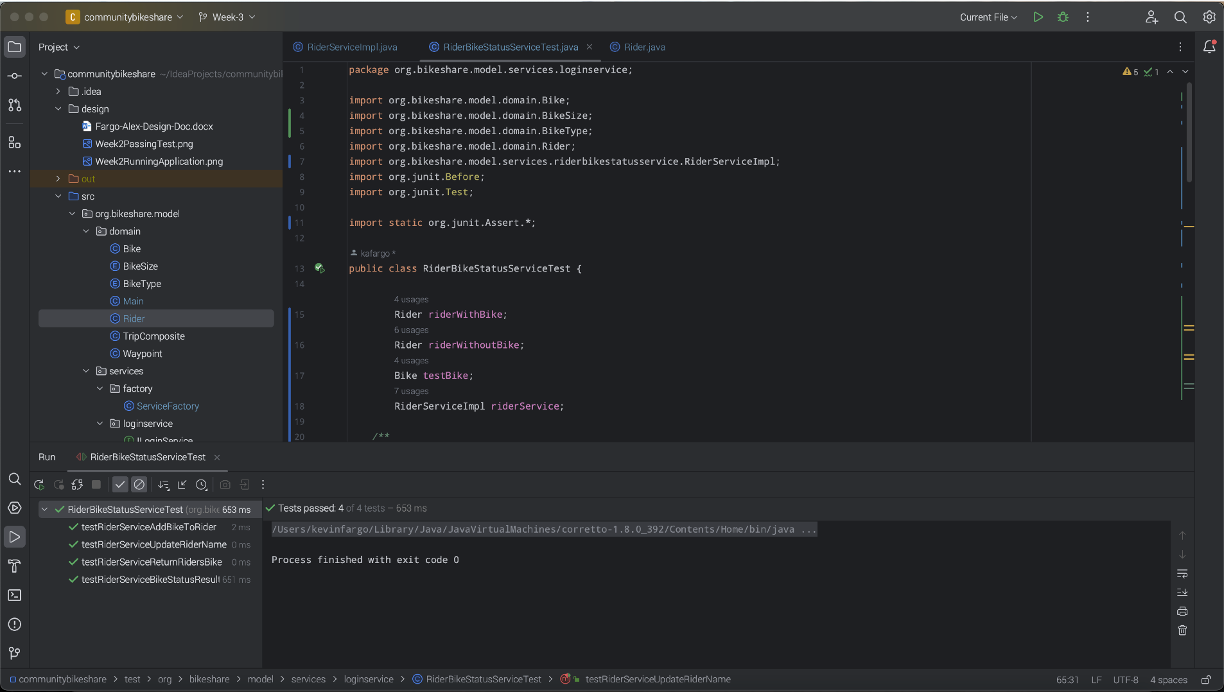 C communitybikeshare Week-3 Current File
Project
RiderServiceImpl.java RiderBikeStatusServiceTest.java Rider.java
communitybikeshare ~/IdeaProjects/communitybil
.idea
design
Fargo-Alex-Design-Doc.docx
Week2PassingTest.png
Week2RunningApplication.png
out
src
org.bikeshare.model
domain
Bike
BikeSize
BikeType
Main
Rider
TripComposite
Waypoint
services
factory
ServiceFactory
loginservice
ILoginService
5 1
1 package org.bikeshare.model.services.loginservice;
2
3 import org.bikeshare.model.domain.Bike;
4 import org.bikeshare.model.domain.BikeSize;
5 import org.bikeshare.model.domain.BikeType;
6 import org.bikeshare.model.domain.Rider;
7 import org.bikeshare.model.services.riderbikestatusservice.RiderServiceImpl;
8 import org.junit.Before;
9 import org.junit.Test;
10
11 import static org.junit.Assert.*;
12
kafargo *
13 public class RiderBikeStatusServiceTest {
14
4 usages
15 Rider riderWithBike;
6 usages
16 Rider riderWithoutBike;
4 usages
17 Bike testBike;
7 usages
18 RiderServiceImpl riderService;
19
20 /**
Run RiderBikeStatusServiceTest
RiderBikeStatusServiceTest (org.bike 653 ms
testRiderServiceAddBikeToRider 2 ms
testRiderServiceUpdateRiderName 0 ms
testRiderServiceReturnRidersBike 0 ms
testRiderServiceBikeStatusResult 651 ms
Tests passed: 4 of 4 tests – 653 ms
/Users/kevinfargo/Library/Java/JavaVirtualMachines/corretto-1.8.0_392/Contents/Home/bin/java ...
Process finished with exit code 0
communitybikeshare > test > org > bikeshare > model > services > loginservice > RiderBikeStatusServiceTest > testRiderServiceUpdateRiderName 65:31 LF UTF-8 4 spaces